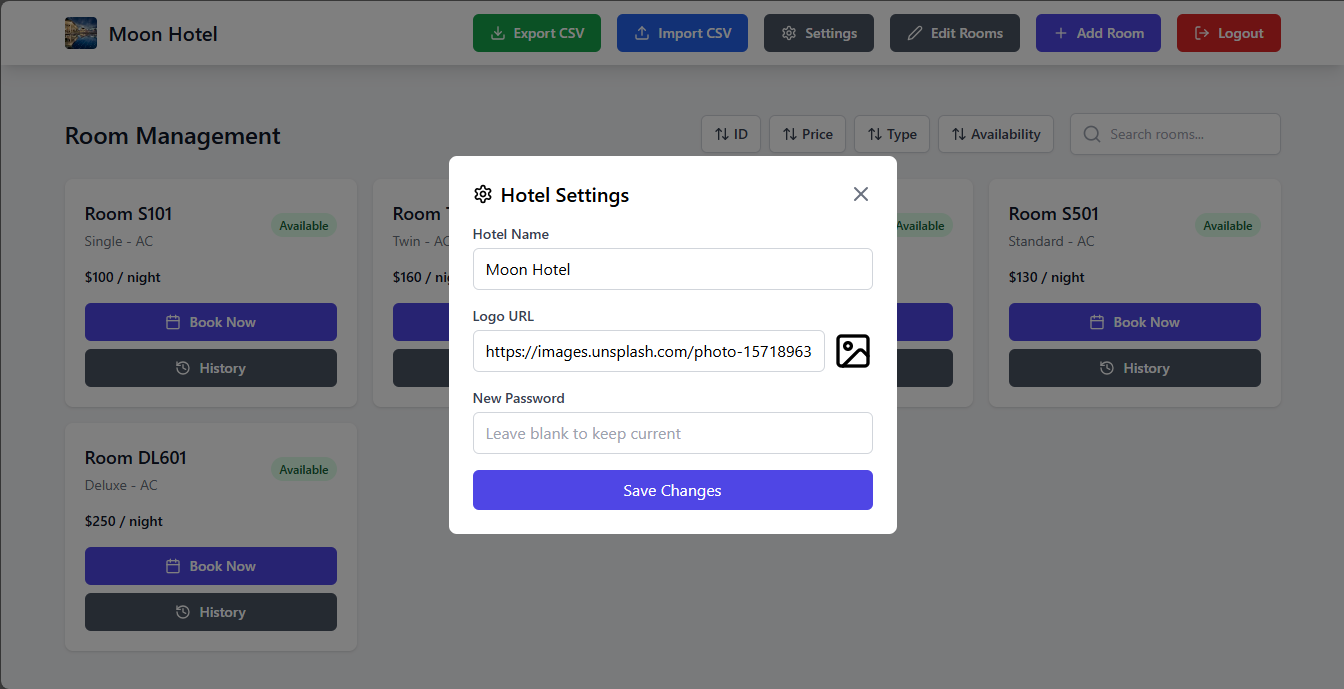 Moon Hotel
Export CSV
Import CSV
Settings
Edit Rooms
Add Room
Logout
Room Management
ID
Price
Type
Availability
Search rooms...
Room S101
Available
Single - AC
$100 / night
Book Now
History
Room
Twin - AC
$160 /
Available
Room S501
Available
Standard - AC
$130 / night
Book Now
History
Room DL601
Available
Deluxe - AC
$250 / night
Book Now
History
Hotel Settings
Hotel Name
Moon Hotel
Logo URL
https://images.unsplash.com/photo-15718963
New Password
Leave blank to keep current
Save Changes